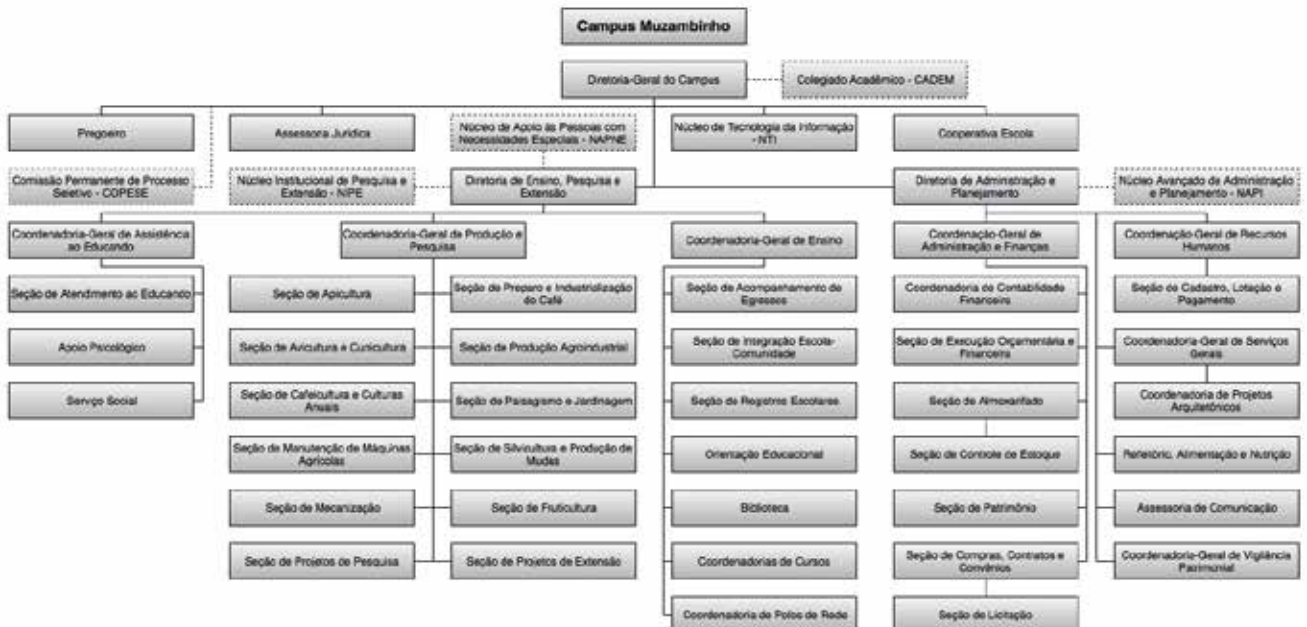 Campus Muzambinho
Diretoria-Geral do Campus
Colegiado Acadêmico - CADEM
Pregoeiro
Assessora Jurídica
Núcleo de Apoio às Pessoas com
Necessidades Especiais - NAPNE
Núcleo de Tecnologia da Informação
- NTI
Cooperativa Escola
Comissão Permanente de Processo
Seletivo - COPESE
Núcleo Institucional de Pesquisa e
Extensão - NIPE
Diretoria de Ensino, Pesquisa e
Extensão
Diretoria de Administração e
Planejamento
Núcleo Avançado de Administração
e Planejamento - NAPI
Coordenadoria-Geral de Assistência
ao Educando
Coordenadoria-Geral de Produção e
Pesquisa
Coordenadoria-Geral de Ensino
Coordenação-Geral de
Administração e Finanças
Coordenação-Geral de Recursos
Humanos
Seção de Atendimento ao Educando
Seção de Apicultura
Seção de Preparo e Industrialização
do Café
Seção de Acompanhamento de
Egressos
Coordenadoria de Contabilidade
Financeira
Seção de Cadastro, Lotação e
Pagamento
Apoio Psicológico
Seção de Avicultura e Cunicultura
Seção de Produção Agroindustrial
Seção de Integração Escola-
Comunidade
Seção de Execução Orçamentária e
Financeira
Coordenadoria-Geral de Serviços
Gerais
Serviço Social
Seção de Cafeicultura e Culturas
Anuais
Seção de Paisagismo e Jardinagem
Seção de Registros Escolares
Seção de Almoxarifado
Coordenadoria de Projetos
Arquitetônicos
Seção de Manutenção de Máquinas
Agrícolas
Seção de Silvicultura e Produção de
Mudas
Orientação Educacional
Seção de Controle de Estoque
Refeitório, Alimentação e Nutrição
Seção de Mecanização
Seção de Fruticultura
Biblioteca
Seção de Patrimônio
Assessoria de Comunicação
Seção de Projetos de Pesquisa
Seção de Projetos de Extensão
Coordenadorias de Cursos
Seção de Compras, Contratos e
Convênios
Coordenadoria-Geral de Vigilância
Patrimonial
Coordenadoria de Polos de Rede
Seção de Licitação